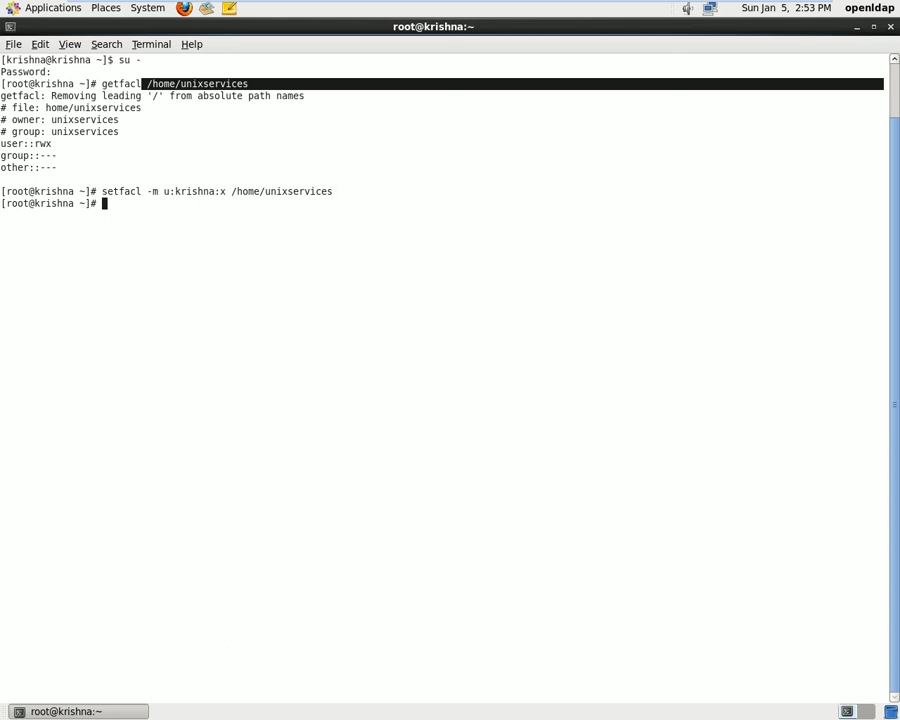 Applications Places System Sun Jan 5, 2:53 PM openldap
root@krishna:~
File Edit View Search Terminal Help
[krishna@krishna ~]$ su -
Password:
[root@krishna ~]# getfacl /home/unixservices
getfacl: Removing leading '/' from absolute path names
# file: home/unixservices
# owner: unixservices
# group: unixservices
user::rwx
group::---
other::---
[root@krishna ~]# setfacl -m u:krishna:x /home/unixservices
[root@krishna ~]#
root@krishna:~